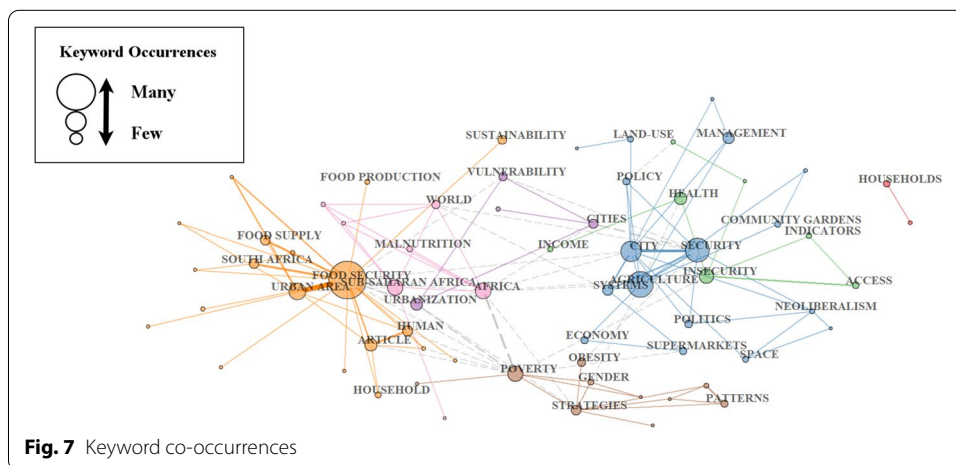 Keyword Occurrences
Many
Few
SUSTAINABILITY
LAND-USE
MANAGEMENT
FOOD PRODUCTION
VULNERABILITY
POLICY
HOUSEHOLDS
WORLD
HEALTH
CITIES
COMMUNITY GARDENS
FOOD SUPPLY
MALNUTRITION
INCOME
CITY
SECURITY
INDICATORS
SOUTH AFRICA
FOOD SECURITY
INSECURITY
URBAN AREA
SUB-SAHARAN AFRICA
AFRICA
SYSTEMS
AGRICULTURE
ACCESS
URBANIZATION
NEOLIBERALISM
HUMAN
POLITICS
ARTICLE
ECONOMY
SUPERMARKETS
SPACE
OBESITY
POVERTY
GENDER
HOUSEHOLD
STRATEGIES
PATTERNS
Fig. 7 Keyword co-occurrences